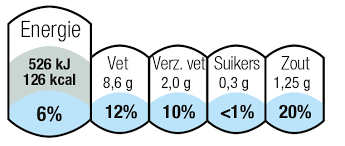 Energie
526 kJ
126 kcal
6%
Vet
8,6 g
12%
Verz. vet
2,0 g
10%
Suikers
0,3 g
<1%
Zout
1,25 g
20%